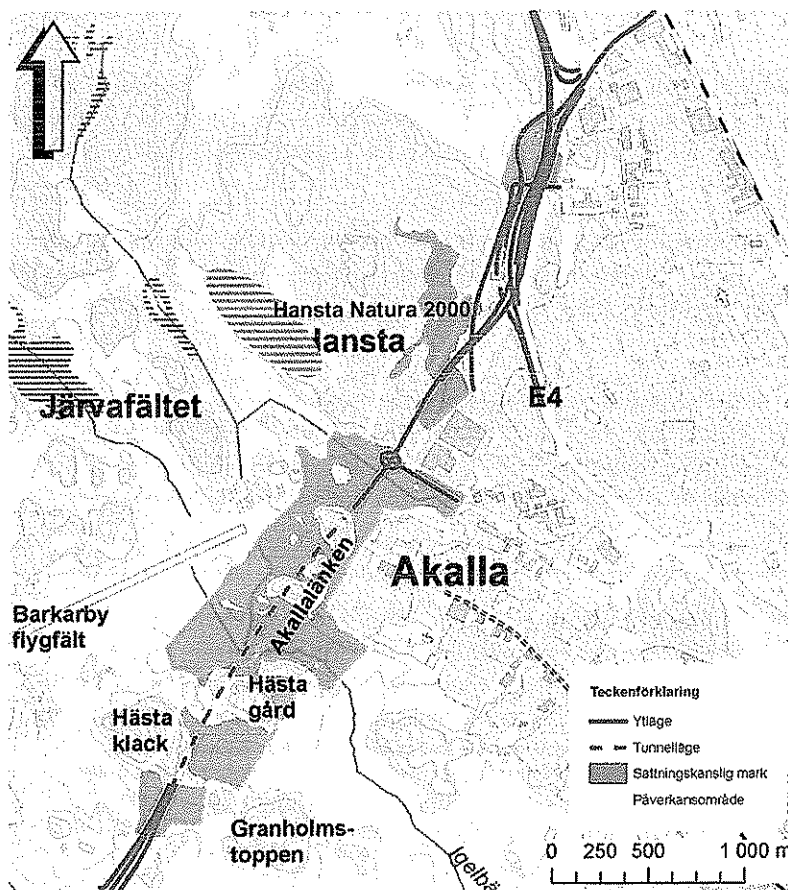 Hansta Natura 2000
Hansta
Järvafältet
E4
Akalla
Akallalänken
Barkarby
flygfält
Hästa
gård
Hästa
klack
Granholms-
toppen
Teckenförklaring
Ytläge
Tunnelläge
Sättningskänslig mark
Påverkansområde
0 250 500 1 000 m